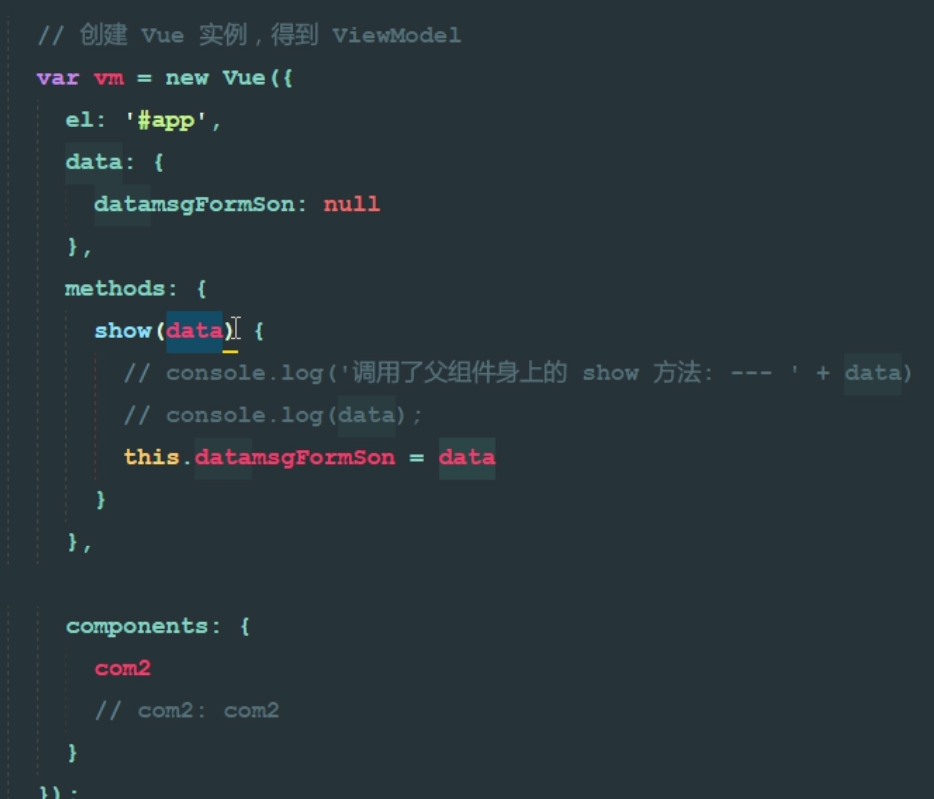 // 创建 Vue 实例，得到 ViewModel
var vm = new Vue({
el: '#app',
data: {
datamsgFormSon: null
},
methods: {
show(data) {
// console.log('调用了父组件身上的 show 方法: --- ' + data)
// console.log(data);
this.datamsgFormSon = data
}
},
components: {
com2
// com2: com2
}
});